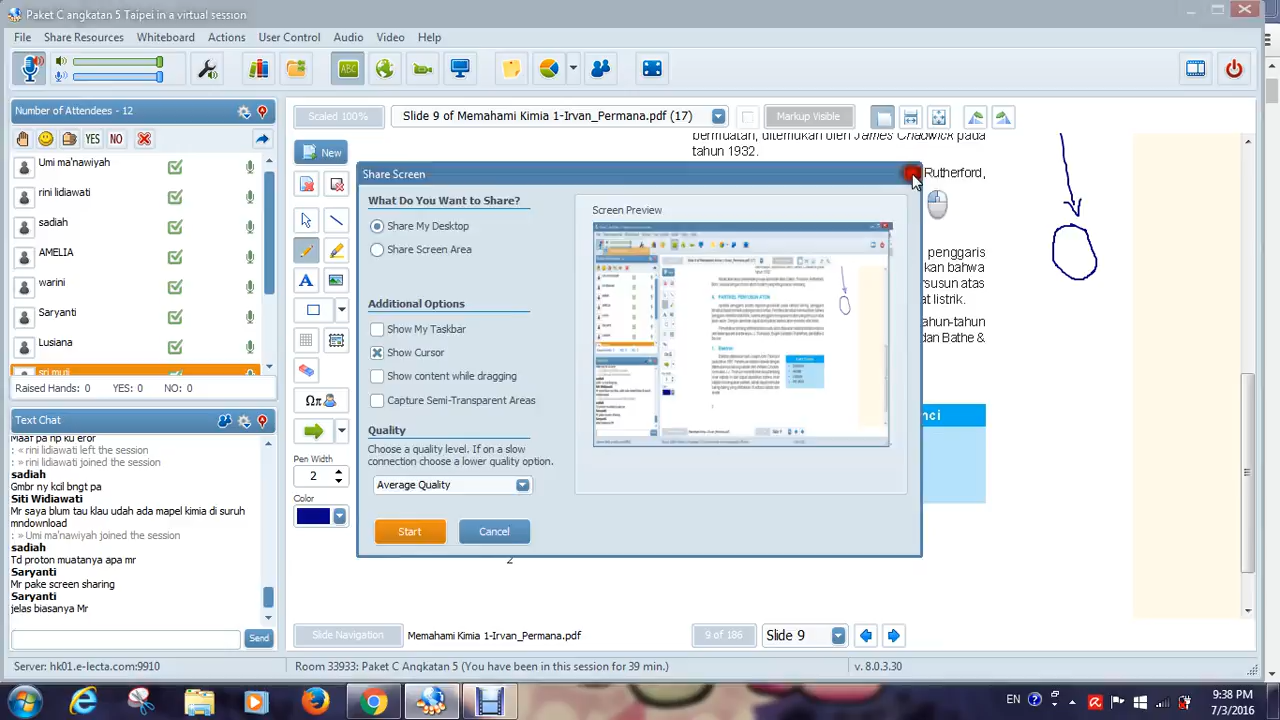 Paket C angkatan 5 Taipei in a virtual session
File Share Resources Whiteboard Actions User Control Audio Video Help
Number of Attendees - 12
YES NO
Umi ma'nawiyah
rini lidiawati
sadiah
AMELIA
Saryanti
Lusiana
Raised Hands: 0 YES: 0 NO: 0
Text Chat
: » rini lidiawati left the session
: » rini lidiawati joined the session
sadiah
Gmbr ny kcil bngt pa
Siti Widiawati
Mr saya blum tau klau udah ada mapel kimia di suruh
mndownload
: » Umi ma'nawiyah joined the session
sadiah
Td proton muatanya apa mr
Saryanti
Mr pake screen sharing
Saryanti
jelas biasanya Mr
Send
Scaled 100%
Slide 9 of Memahami Kimia 1-Irvan_Permana.pdf (17)
Markup Visible
New
ABC
A
Ωπ
Pen Width
2
Color
bermuatan, ditemukan oleh James Chadwick pada
tahun 1932.
Rutherford,
penggaris
kan bahwa
susun atas
at listrik.
ahun-tahun
dan Bathe &
nci
2
Share Screen
What Do You Want to Share?
Share My Desktop
Share Screen Area
Additional Options
Show My Taskbar
Show Cursor
Show content while dragging
Capture Semi-Transparent Areas
Quality
Choose a quality level. If on a slow
connection choose a lower quality option.
Average Quality
Start Cancel
Screen Preview
Slide Navigation
Memahami Kimia 1-Irvan_Permana.pdf
9 of 186
Slide 9
Server: hk01.e-lecta.com:9910
Room 33933: Paket C Angkatan 5 (You have been in this session for 39 min.)
v. 8.0.3.30
EN
9:38 PM
7/3/2016